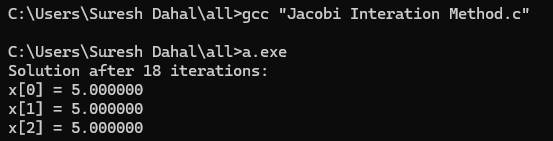 C:\Users\Suresh Dahal\all>gcc "Jacobi Interation Method.c"
C:\Users\Suresh Dahal\all>a.exe
Solution after 18 iterations:
x[0] = 5.000000
x[1] = 5.000000
x[2] = 5.000000